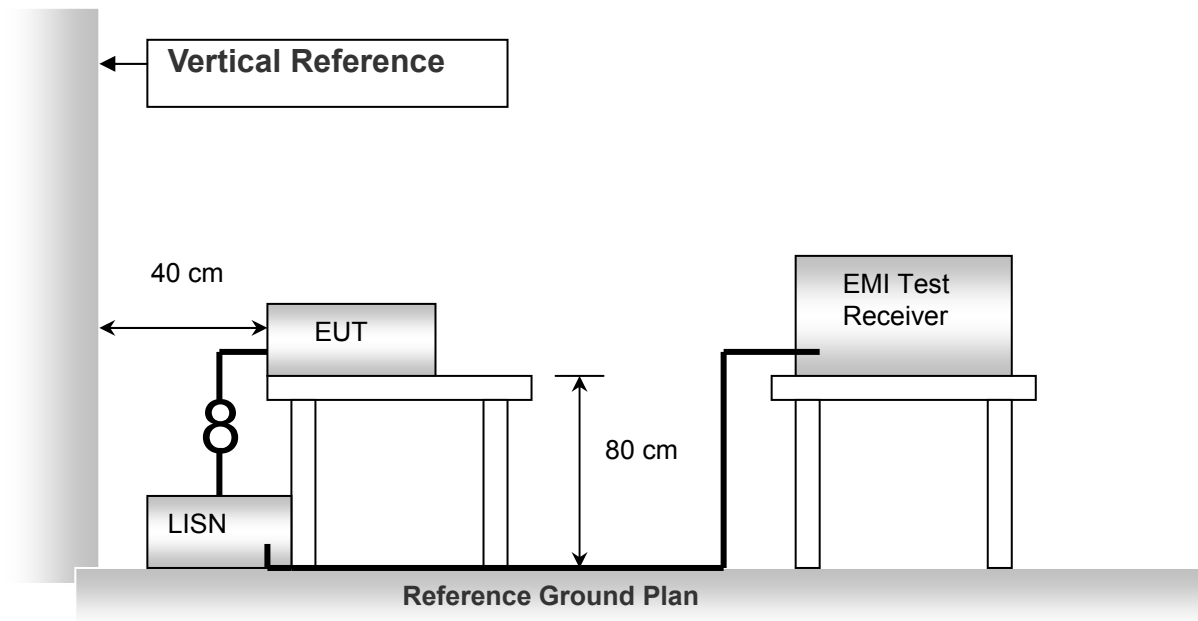 Vertical Reference
40 cm
EMI Test
Receiver
EUT
80 cm
LISN
Reference Ground Plan